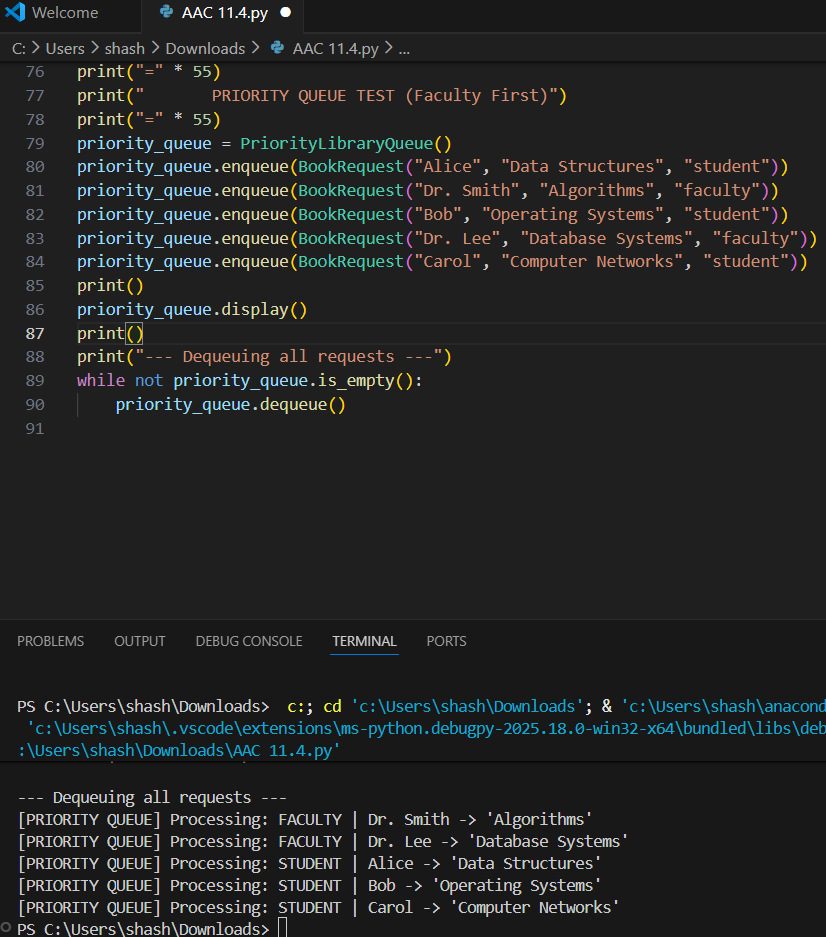 Welcome
AAC 11.4.py
C: > Users > shash > Downloads > AAC 11.4.py > ...
76 print("=" * 55)
77 print("       PRIORITY QUEUE TEST (Faculty First)")
78 print("=" * 55)
79 priority_queue = PriorityLibraryQueue()
80 priority_queue.enqueue(BookRequest("Alice", "Data Structures", "student"))
81 priority_queue.enqueue(BookRequest("Dr. Smith", "Algorithms", "faculty"))
82 priority_queue.enqueue(BookRequest("Bob", "Operating Systems", "student"))
83 priority_queue.enqueue(BookRequest("Dr. Lee", "Database Systems", "faculty"))
84 priority_queue.enqueue(BookRequest("Carol", "Computer Networks", "student"))
85 print()
86 priority_queue.display()
87 print()
88 print("--- Dequeuing all requests ---")
89 while not priority_queue.is_empty():
90     priority_queue.dequeue()
91
PROBLEMS OUTPUT DEBUG CONSOLE TERMINAL PORTS
PS C:\Users\shash\Downloads>  c:; cd 'c:\Users\shash\Downloads'; & 'c:\Users\shash\anacond
'c:\Users\shash\.vscode\extensions\ms-python.debugpy-2025.18.0-win32-x64\bundled\libs\deb
:\Users\shash\Downloads\AAC 11.4.py'
--- Dequeuing all requests ---
[PRIORITY QUEUE] Processing: FACULTY | Dr. Smith -> 'Algorithms'
[PRIORITY QUEUE] Processing: FACULTY | Dr. Lee -> 'Database Systems'
[PRIORITY QUEUE] Processing: STUDENT | Alice -> 'Data Structures'
[PRIORITY QUEUE] Processing: STUDENT | Bob -> 'Operating Systems'
[PRIORITY QUEUE] Processing: STUDENT | Carol -> 'Computer Networks'
PS C:\Users\shash\Downloads>